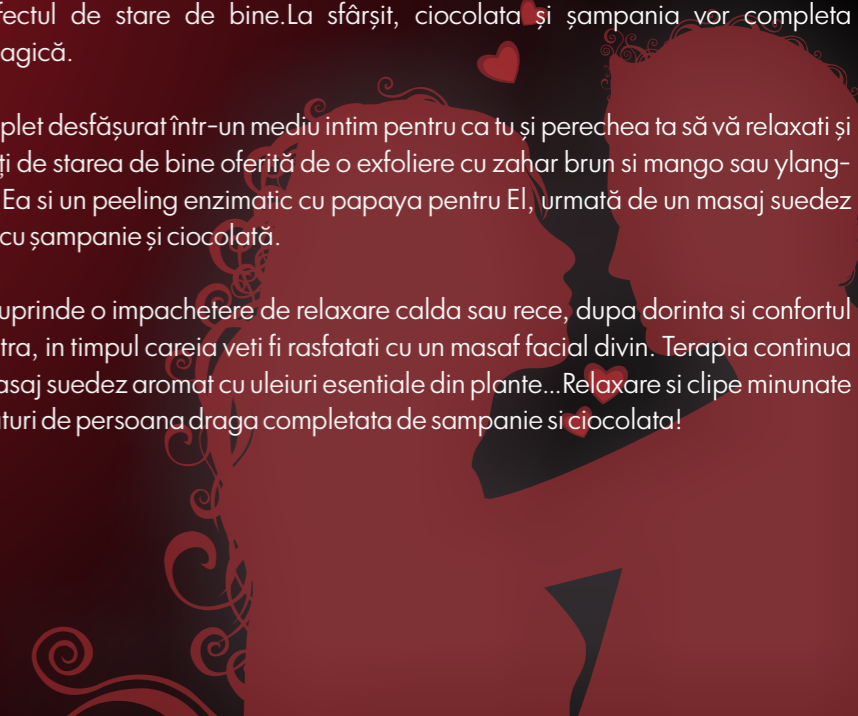 fectul de stare de bine.La sfârșit, ciocolata și șampania vor completa
agică.
plet desfășurat într-un mediu intim pentru ca tu și perechea ta să vă relaxati și
ți de starea de bine oferită de o exfoliere cu zahar brun si mango sau ylang-
Ea si un peeling enzimatic cu papaya pentru El, urmată de un masaj suedez
cu șampanie și ciocolată.
uprinde o impachetere de relaxare calda sau rece, dupa dorinta si confortul
tra, in timpul careia veti fi rasfatati cu un masaf facial divin. Terapia continua
asaj suedez aromat cu uleiuri esentiale din plante...Relaxare si clipe minunate
turi de persoana draga completata de sampanie si ciocolata!